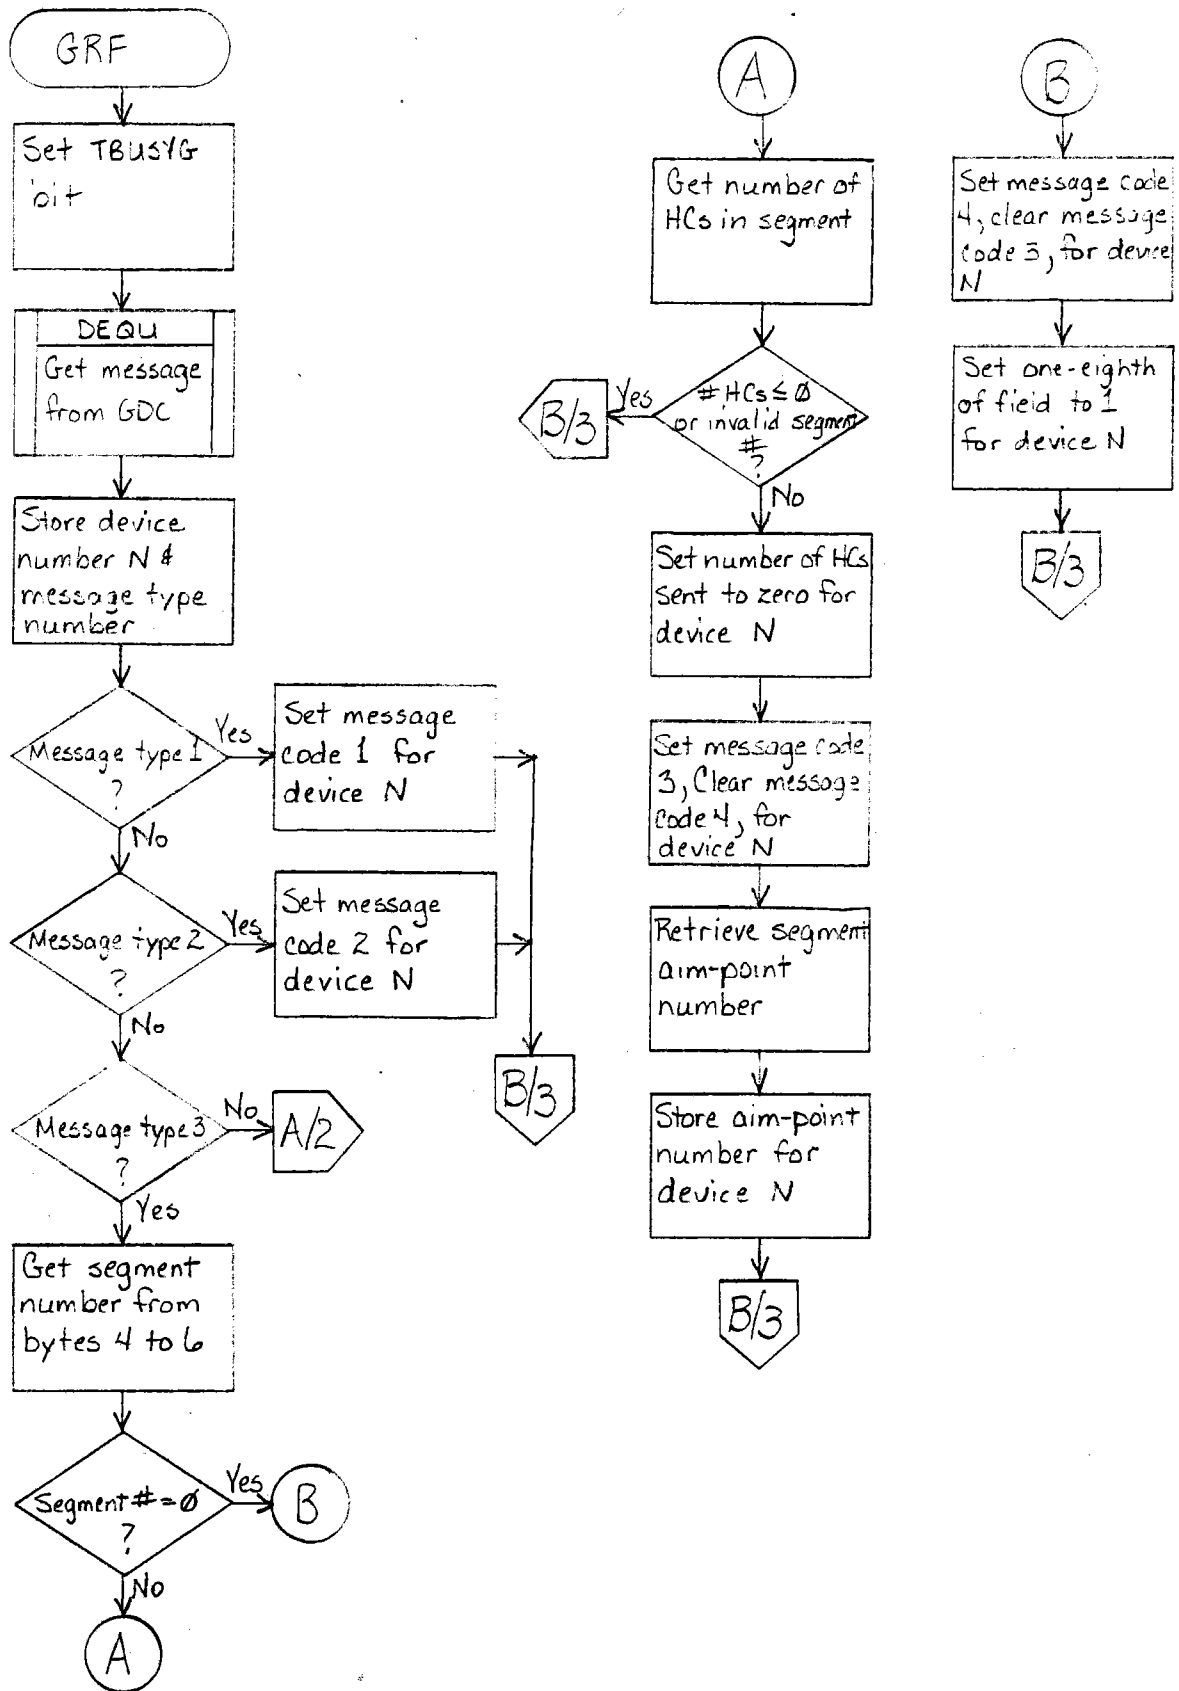 GRF
Set TBUSYG
bit
DEQU
Get message
from GDC
Store device
number N &
message type
number
Message type 1
?
Yes
No
Set message
code 1 for
device N
Message type 2
?
Yes
No
Set message
code 2 for
device N
B/3
Message type 3
?
No
A/2
Yes
Get segment
number from
bytes 4 to 6
Segment # = Ø
?
Yes
B
No
A
A
Get number of
HCs in segment
# HCs ≤ Ø
or invalid segment
#
?
Yes
B/3
No
Set number of HCs
sent to zero for
device N
Set message code
3, Clear message
code 4, for
device N
Retrieve segment
aim-point
number
Store aim-point
number for
device N
B/3
B
Set message code
4, clear message
code 3, for device
N
Set one-eighth
of field to 1
for device N
B/3